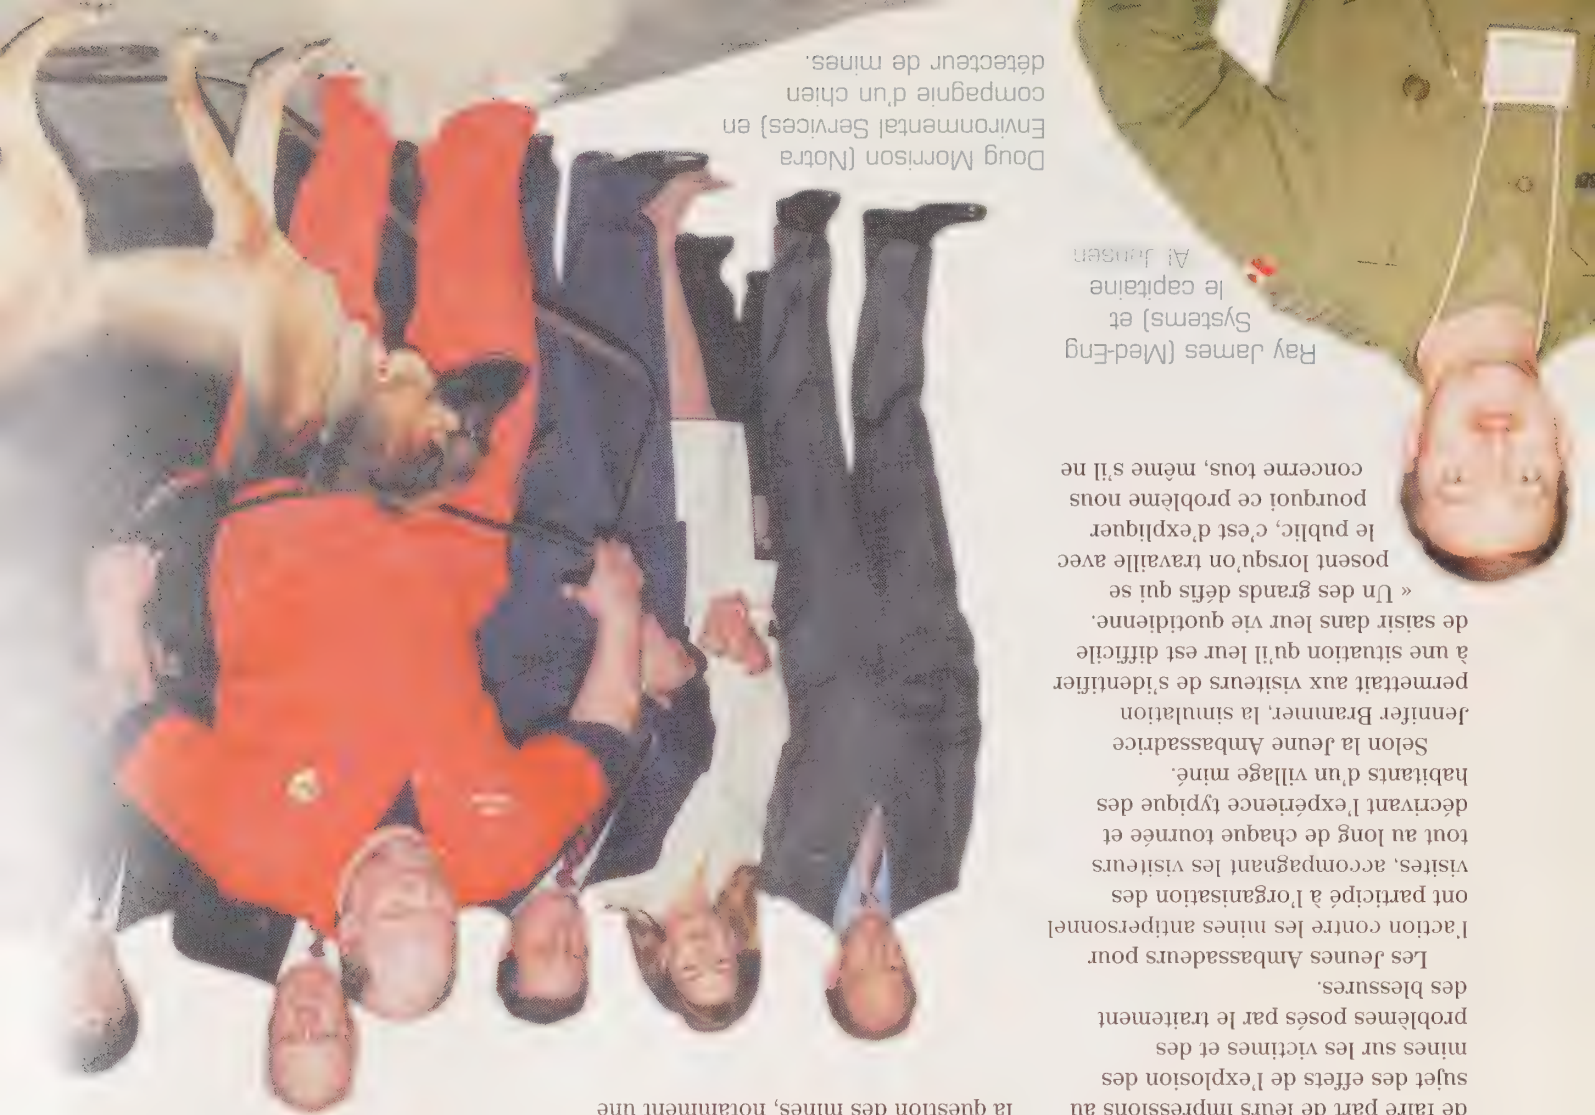 de faire part de leurs impressions au
sujet des effets de l'explosion des
mines sur les victimes et des
problèmes posés par le traitement
des blessures.
Les Jeunes Ambassadeurs pour
l'action contre les mines antipersonnel
ont participé à l'organisation des
visites, accompagnant les visiteurs
tout au long de chaque tournée et
décrivant l'expérience typique des
habitants d'un village miné.
Selon la Jeune Ambassadrice
Jennifer Brammer, la simulation
permettait aux visiteurs de s'identifier
à une situation qu'il leur est difficile
de saisir dans leur vie quotidienne.
« Un des grands défis qui se
posent lorsqu'on travaille avec
le public, c'est d'expliquer
pourquoi ce problème nous
concerne tous, même s'il ne
Ray James (Med-Eng
Systems) et
le capitaine
Al Jensen
la question des mines, notamment une
Doug Morrison (Notra
Environmental Services) en
compagnie d'un chien
détecteur de mines.